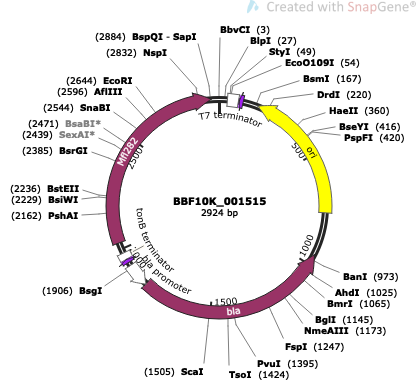 Created with SnapGene®
(2884) BspQI - SapI
(2832) NspI
(2644) EcoRI
(2596) AflIII
(2544) SnaBI
(2471) BsaBI*
(2439) SexAI*
(2385) BsrGI
(2236) BstEII
(2229) BsiWI
(2162) PshAI
(1906) BsgI
(1505) ScaI
BbvCI (3)
BlpI (27)
StyI (49)
EcoO109I (54)
BsmI (167)
DrdI (220)
HaeII (360)
BseYI (416)
PspFI (420)
BanI (973)
AhdI (1025)
BmrI (1065)
BglI (1145)
NmeAIII (1173)
FspI (1247)
PvuI (1395)
TsoI (1424)
T7 terminator
ori
500
1000
1500
2500
bla
bla promoter
tonB terminator
BBF10K_001515
2924 bp